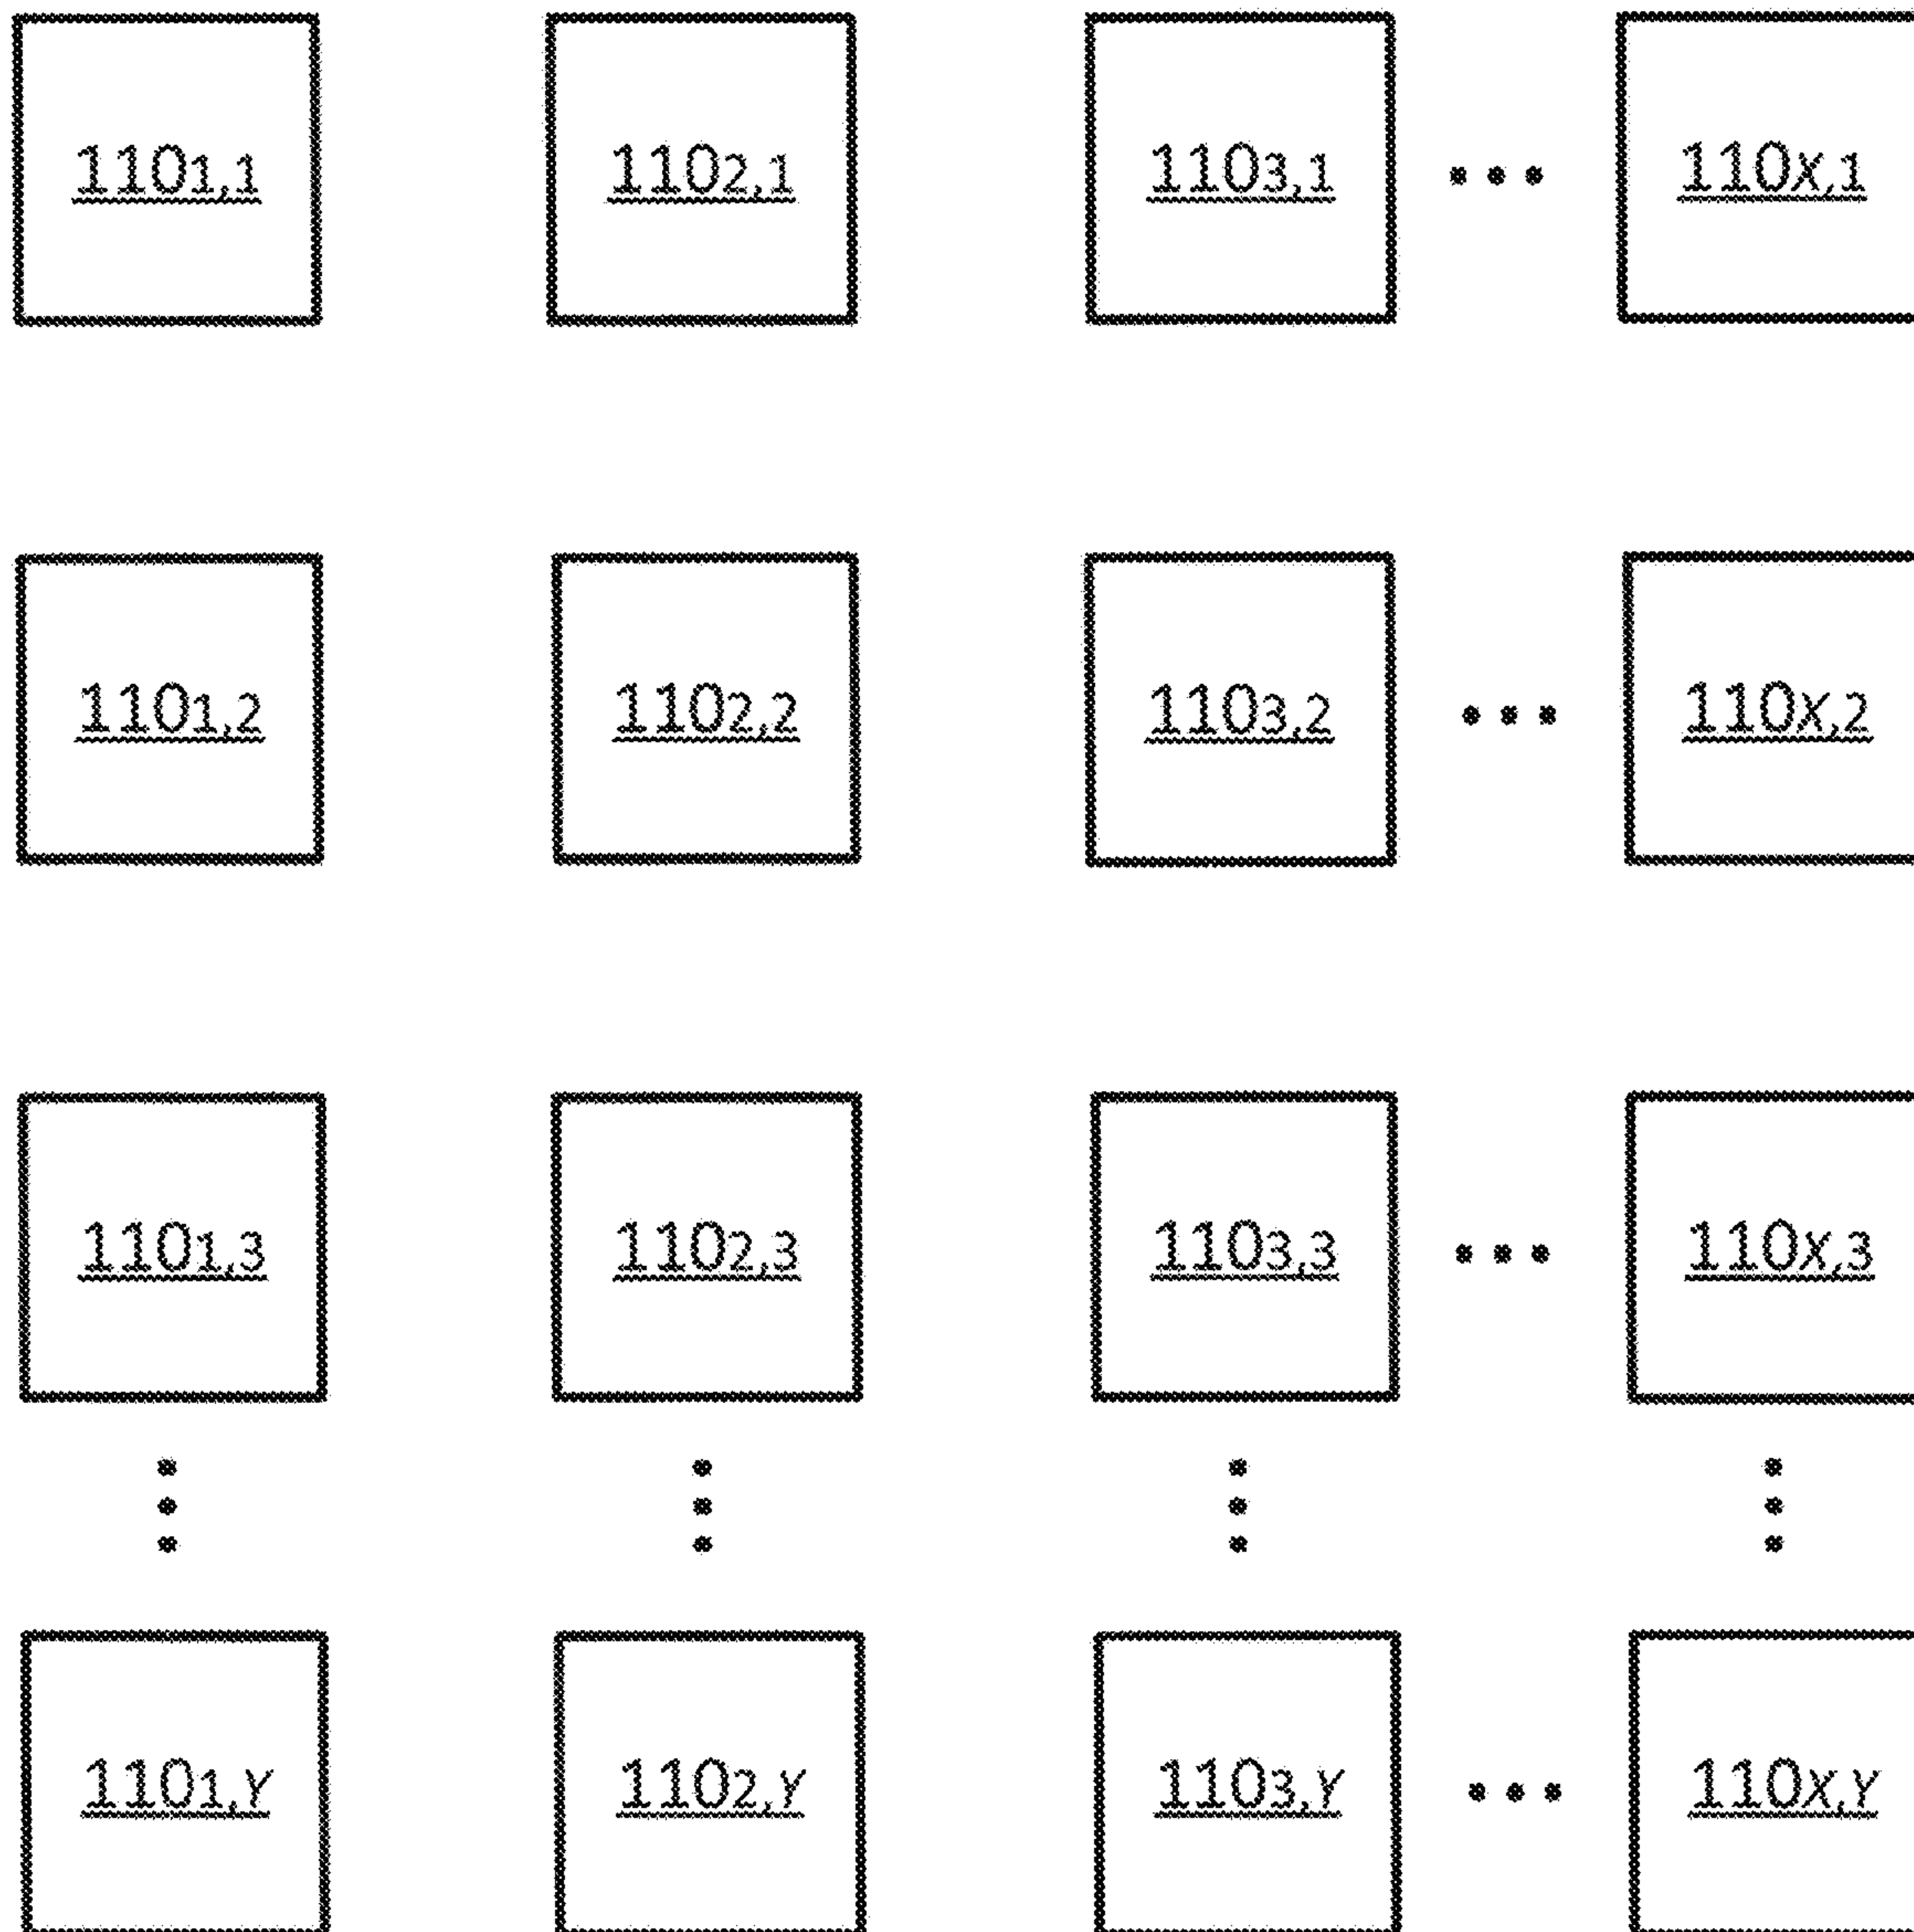 110₁,₁ 110₂,₁ 110₃,₁ ••• 110X,₁
110₁,₂ 110₂,₂ 110₃,₂ ••• 110X,₂
110₁,₃ 110₂,₃ 110₃,₃ ••• 110X,₃
110₁,Y 110₂,Y 110₃,Y ••• 110X,Y